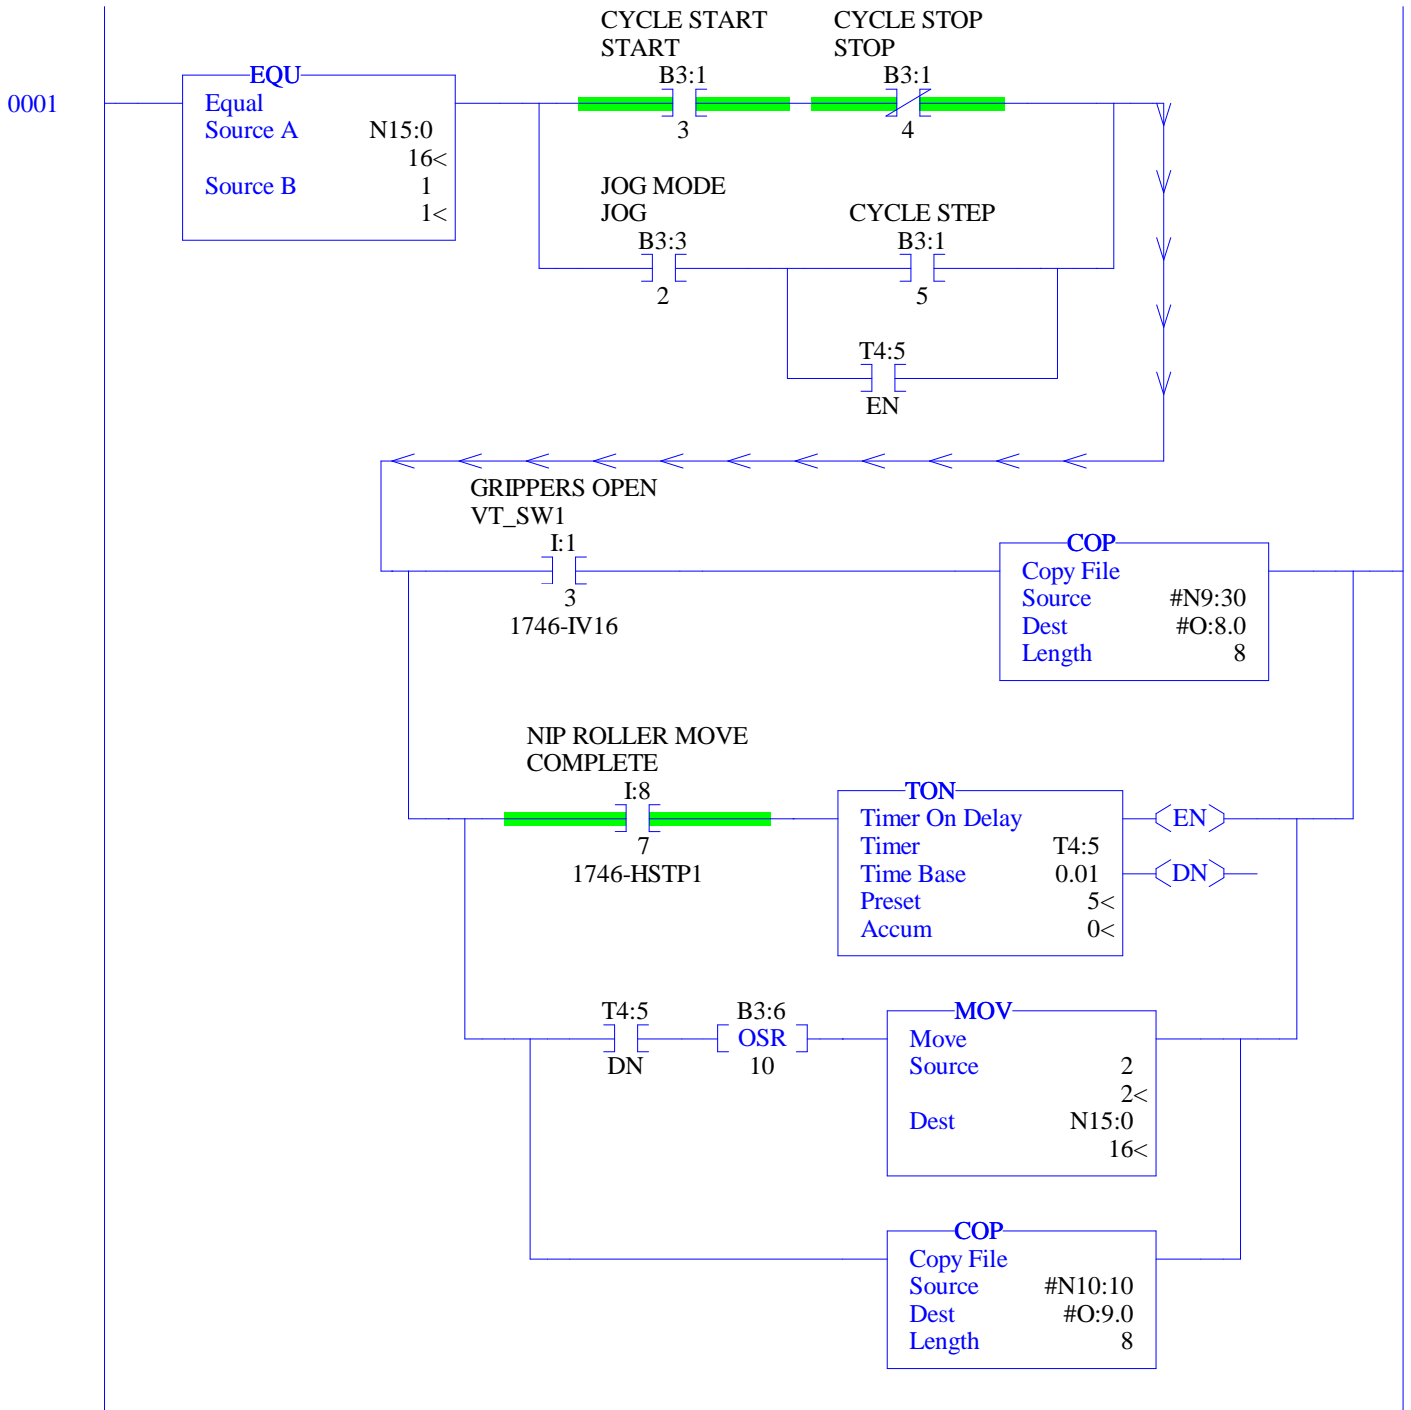 CYCLE START
START
B3:1
3
CYCLE STOP
STOP
B3:1
4
0001
EQU
Equal
Source A N15:0
16<
Source B 1
1<
JOG MODE
JOG
B3:3
2
CYCLE STEP
B3:1
5
T4:5
EN
GRIPPERS OPEN
VT_SW1
I:1
3
1746-IV16
COP
Copy File
Source #N9:30
Dest #O:8.0
Length 8
NIP ROLLER MOVE
COMPLETE
I:8
7
1746-HSTP1
TON
Timer On Delay
Timer T4:5
Time Base 0.01
Preset 5<
Accum 0<
EN
DN
T4:5
DN
B3:6
OSR
10
MOV
Move
Source 2
2<
Dest N15:0
16<
COP
Copy File
Source #N10:10
Dest #O:9.0
Length 8